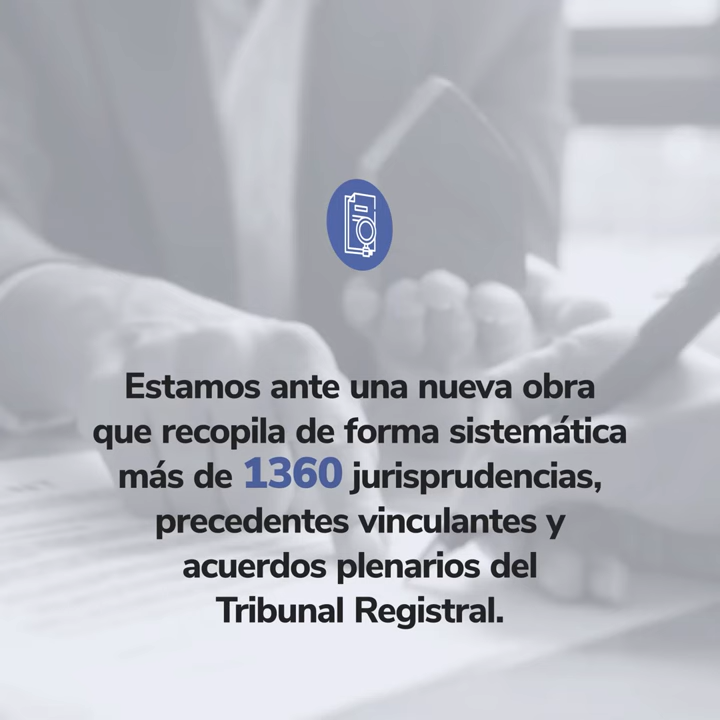 Estamos ante una nueva obra
que recopila de forma sistemática
más de 1360 jurisprudencias,
precedentes vinculantes y
acuerdos plenarios del
Tribunal Registral.